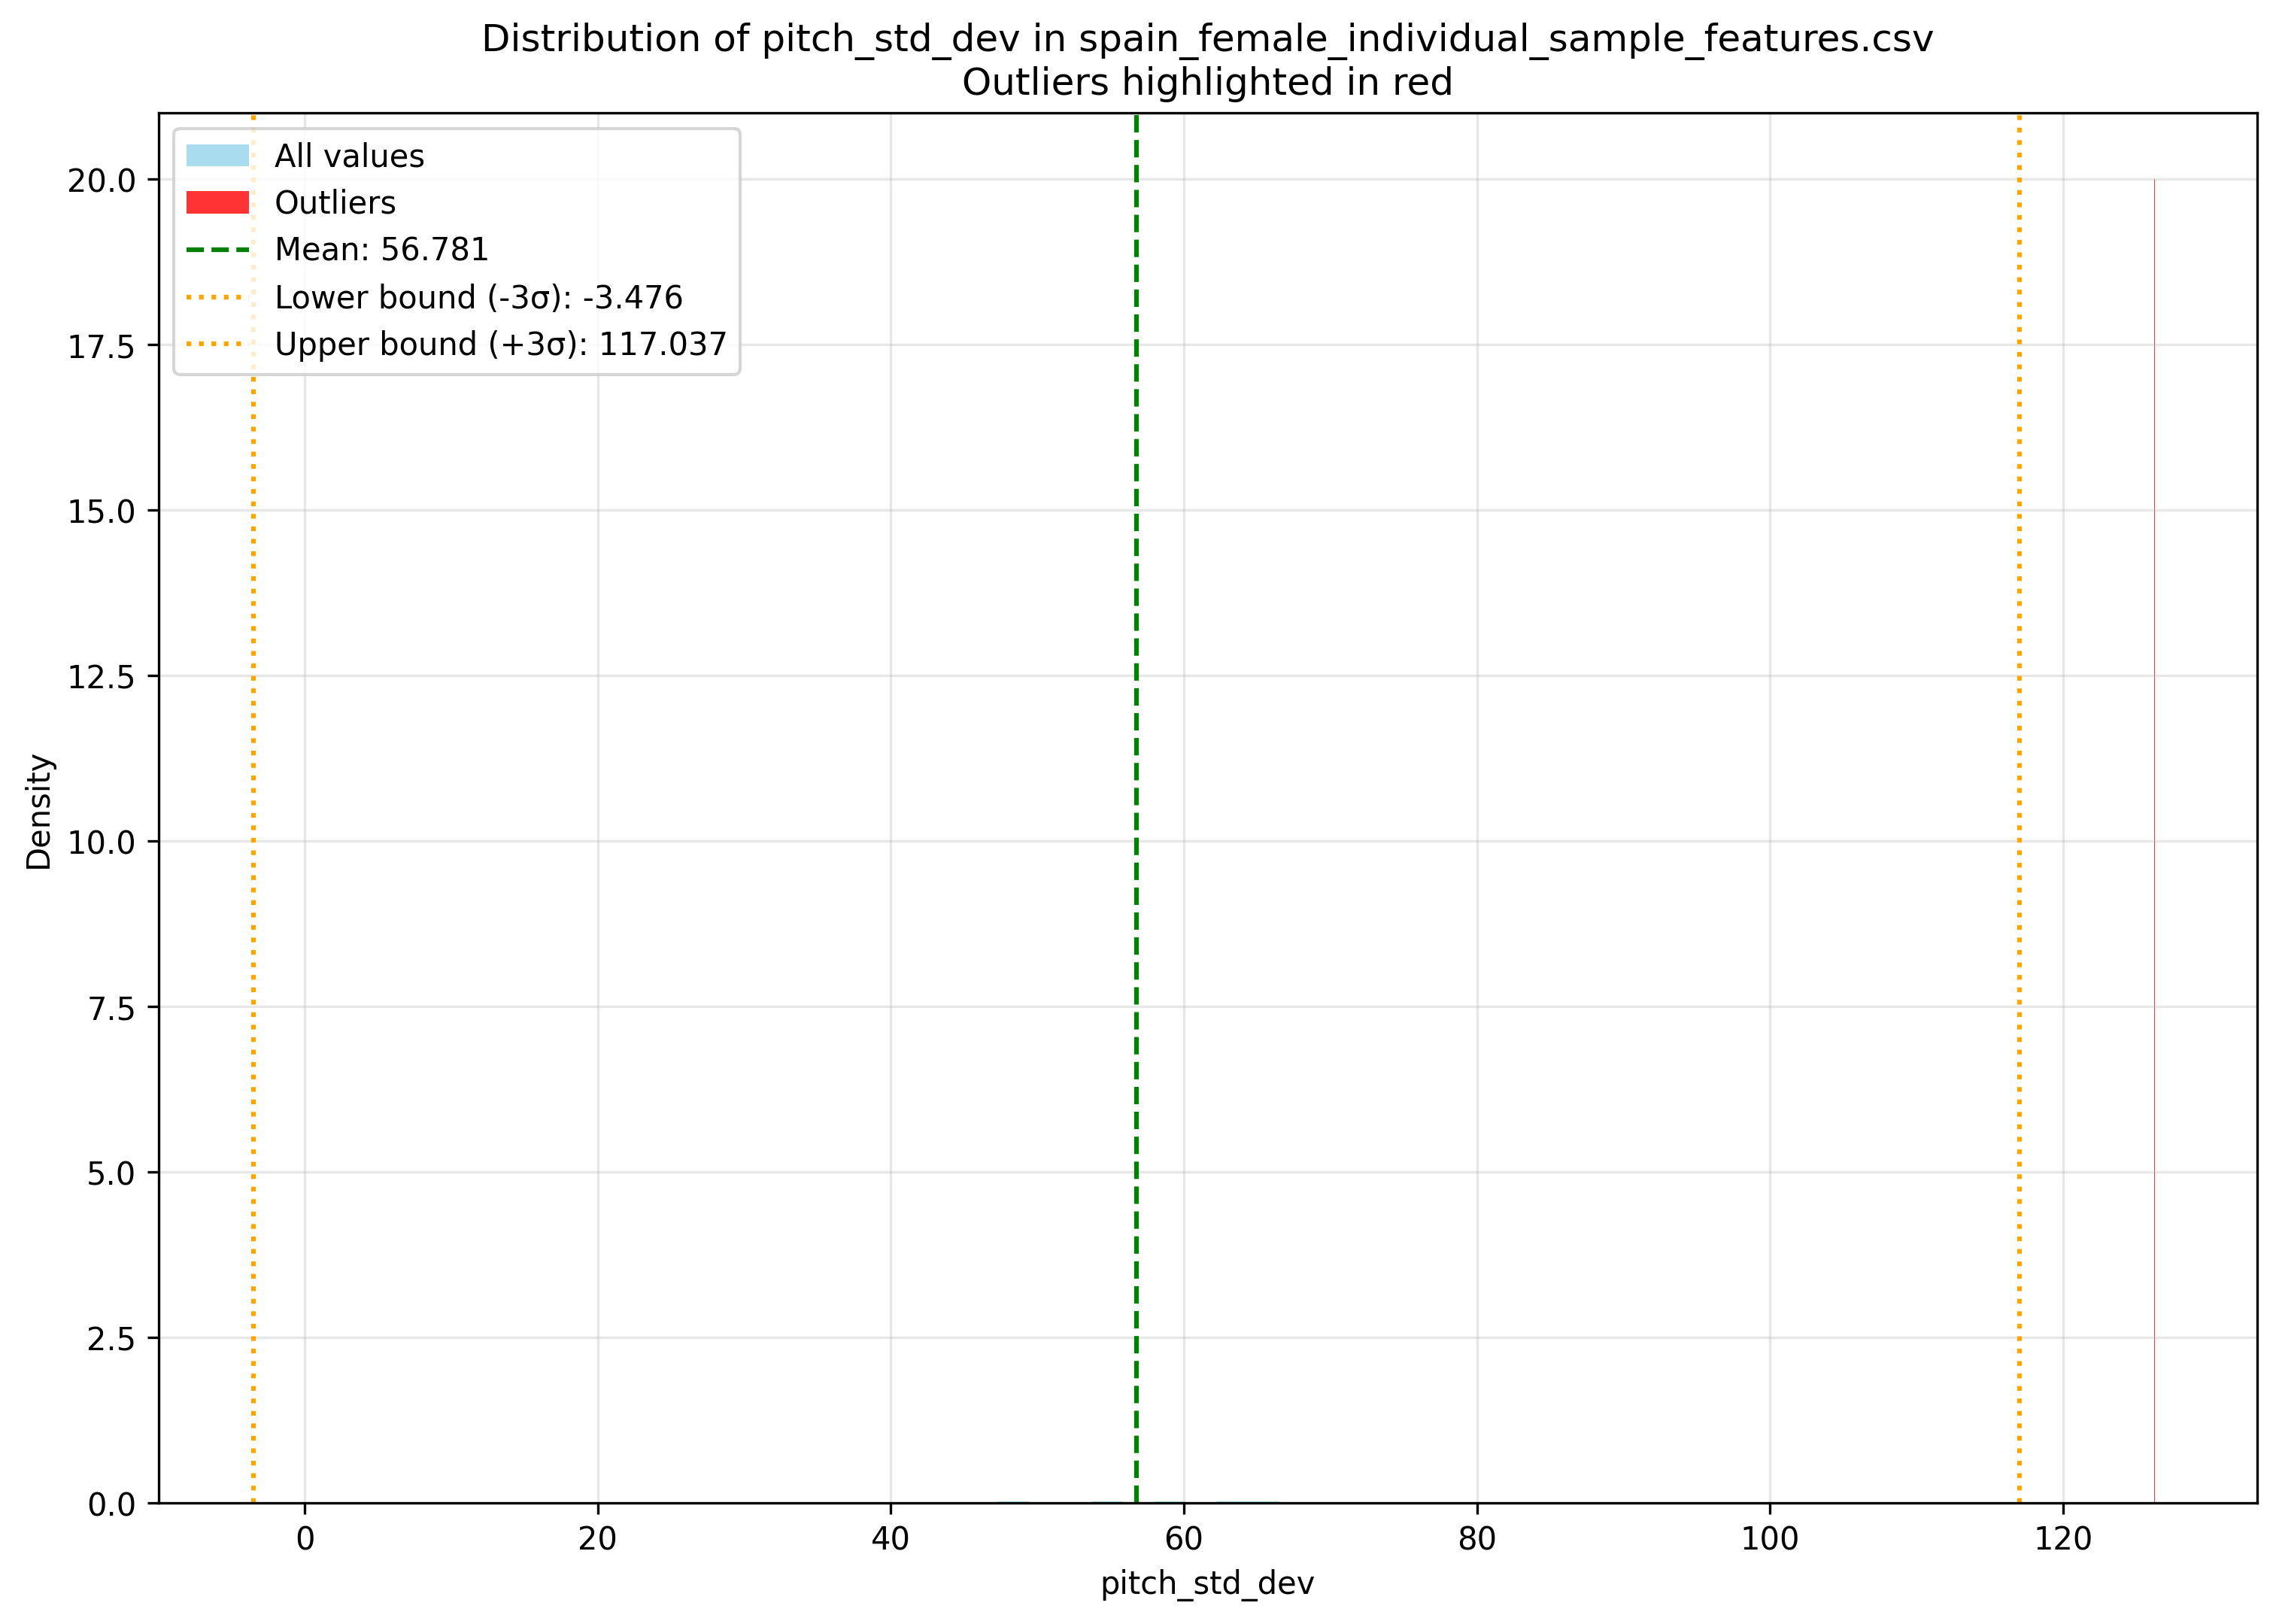 Distribution of pitch_std_dev in spain_female_individual_sample_features.csv
Outliers highlighted in red
All values
Outliers
Mean: 56.781
Lower bound (-3σ): -3.476
Upper bound (+3σ): 117.037
20.0
17.5
15.0
12.5
10.0
7.5
5.0
2.5
0.0
Density
0 20 40 60 80 100 120
pitch_std_dev